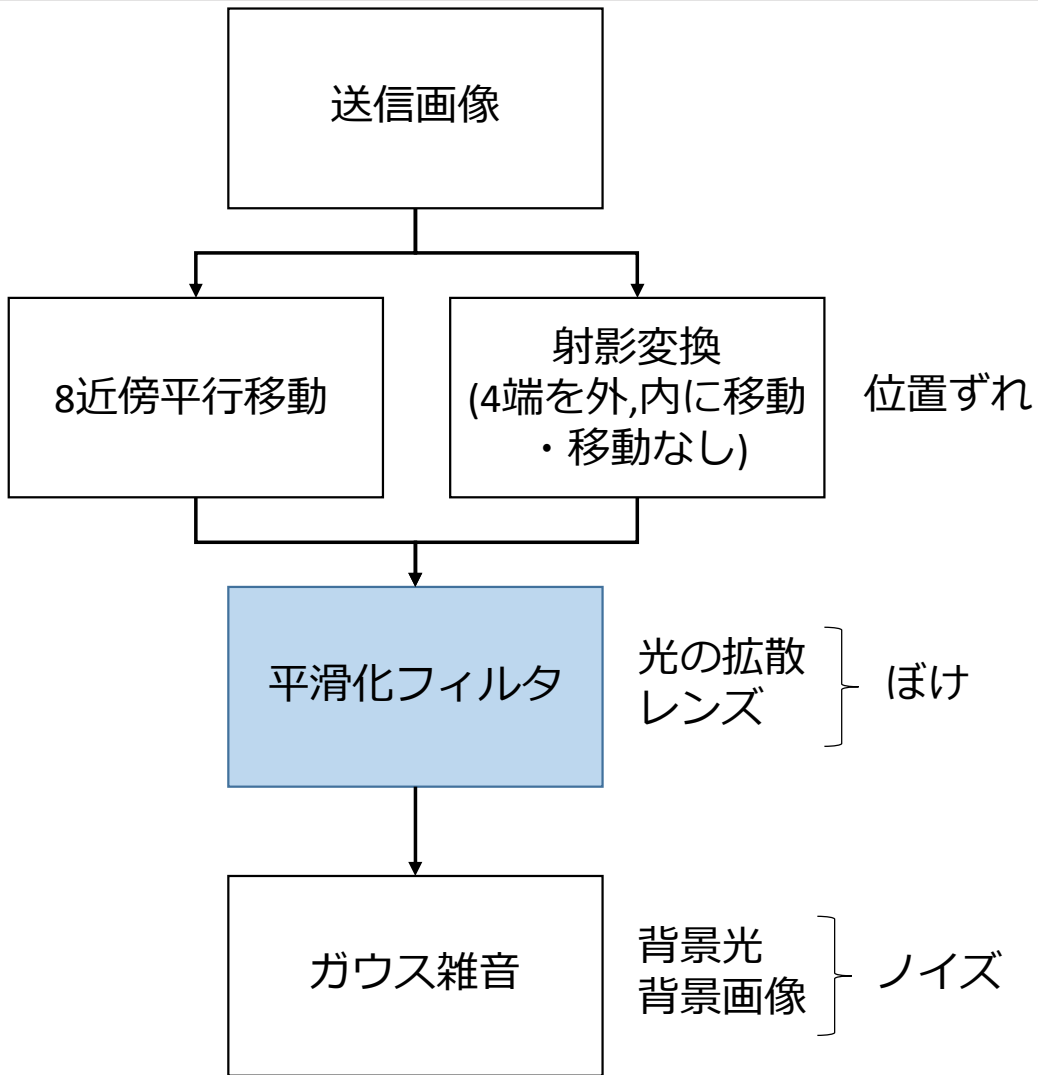 送信画像
8近傍平行移動
射影変換
(4端を外,内に移動
・移動なし)
位置ずれ
平滑化フィルタ
光の拡散
レンズ
ぼけ
ガウス雑音
背景光
背景画像
ノイズ